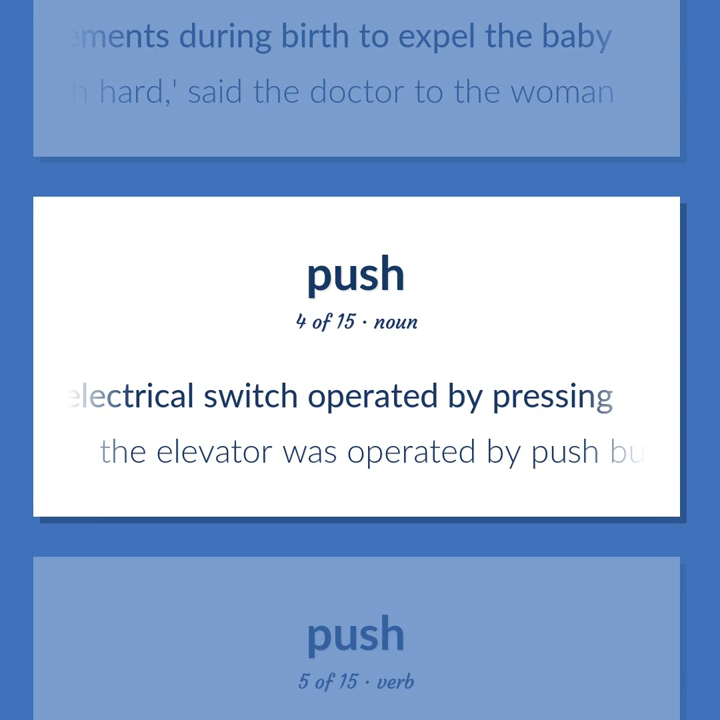 ements during birth to expel the baby
h hard,' said the doctor to the woman
push
4 of 15 · noun
electrical switch operated by pressing
the elevator was operated by push bu
push
5 of 15 · verb